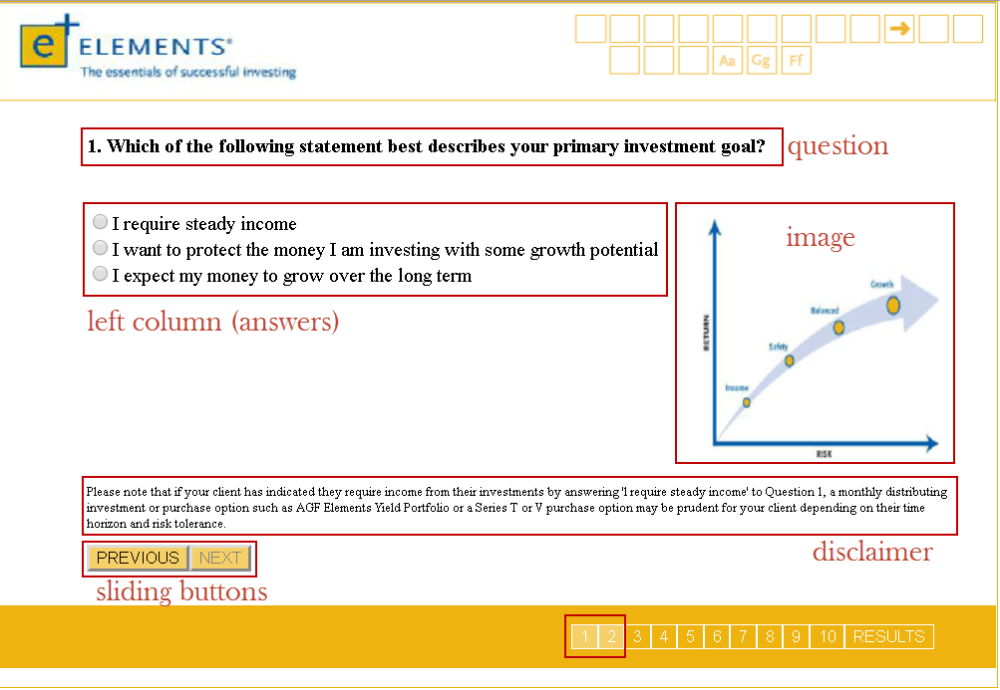 e+ ELEMENTS®
The essentials of successful investing
Aa Gg Ff
1. Which of the following statement best describes your primary investment goal?
question
I require steady income
I want to protect the money I am investing with some growth potential
I expect my money to grow over the long term
left column (answers)
image
Growth
Balanced
Safety
Income
RETURN
RISK
Please note that if your client has indicated they require income from their investments by answering 'I require steady income' to Question 1, a monthly distributing
investment or purchase option such as AGF Elements Yield Portfolio or a Series T or V purchase option may be prudent for your client depending on their time
horizon and risk tolerance.
disclaimer
PREVIOUS NEXT
sliding buttons
1 2 3 4 5 6 7 8 9 10 RESULTS